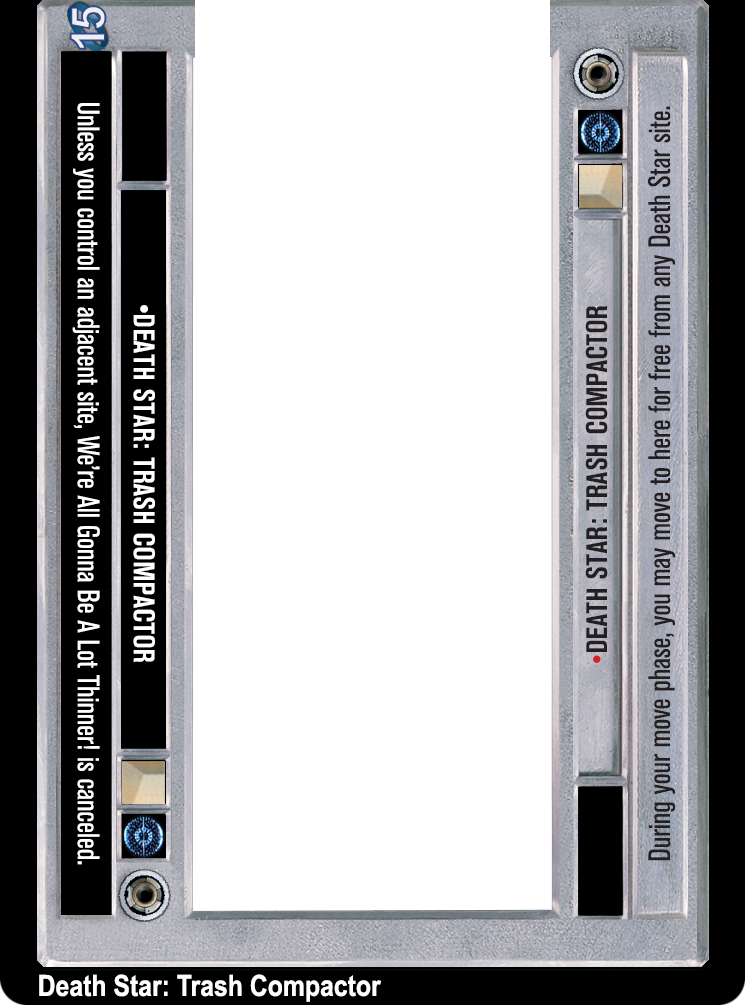 15
Unless you control an adjacent site, We're All Gonna Be A Lot Thinner! is canceled.
•DEATH STAR: TRASH COMPACTOR
•DEATH STAR: TRASH COMPACTOR
During your move phase, you may move to here for free from any Death Star site.
Death Star: Trash Compactor